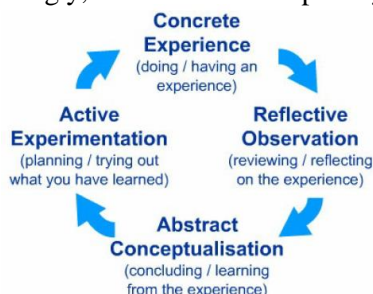 Concrete
Experience
(doing / having an
experience)
Reflective
Observation
(reviewing / reflecting
on the experience)
Abstract
Conceptualisation
(concluding / learning
from the experience)
Active
Experimentation
(planning / trying out
what you have learned)